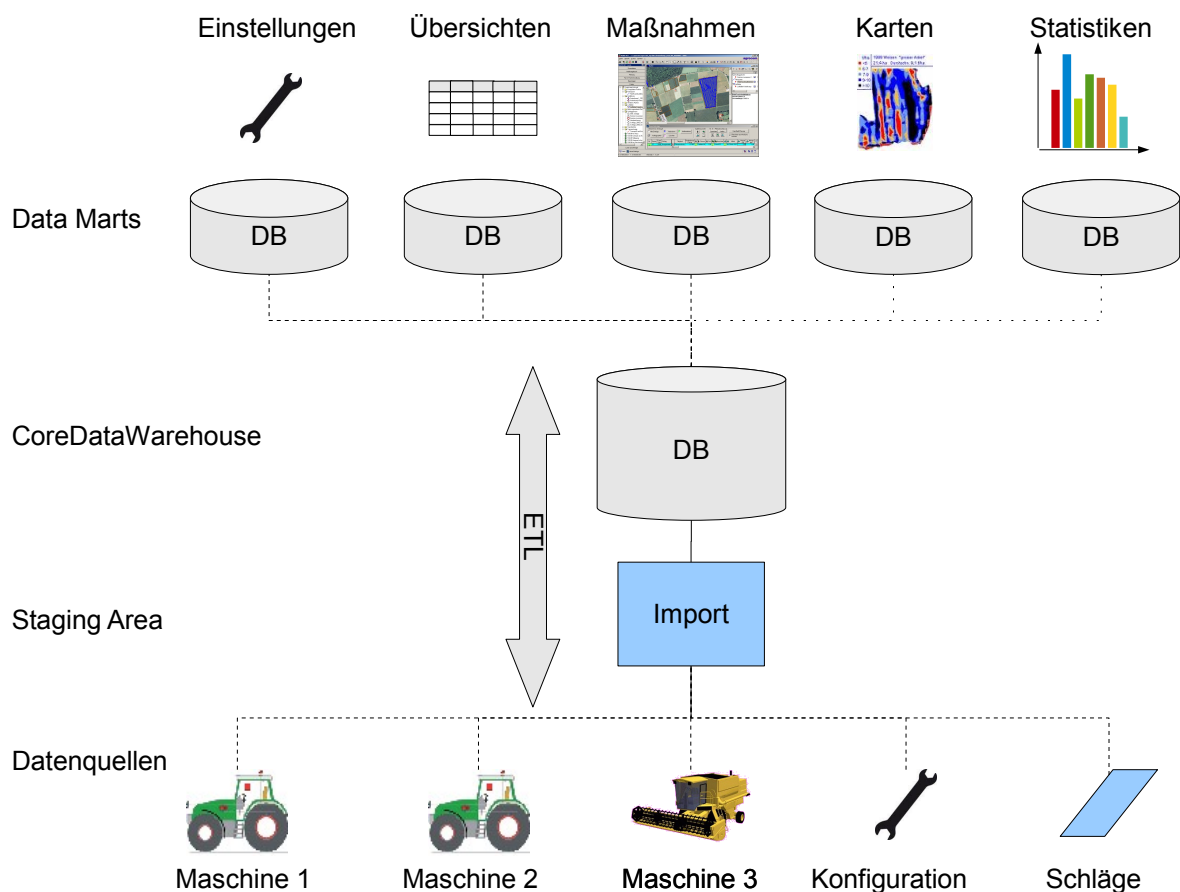 Einstellungen
Übersichten
Maßnahmen
Karten
Statistiken
Data Marts
DB
DB
DB
DB
DB
CoreDataWarehouse
DB
ETL
Staging Area
Import
Datenquellen
Maschine 1
Maschine 2
Maschine 3
Konfiguration
Schläge